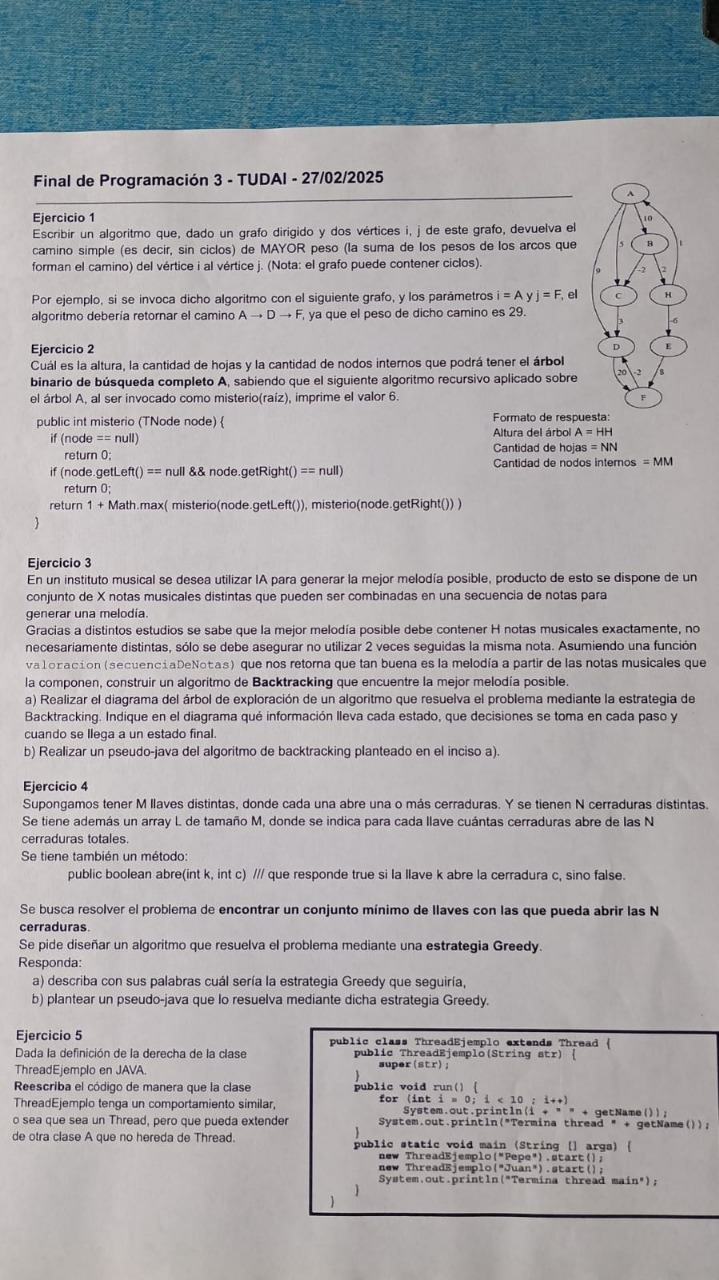 Final de Programación 3 - TUDAI - 27/02/2025
Ejercicio 1
Escribir un algoritmo que, dado un grafo dirigido y dos vértices i, j de este grafo, devuelva el
camino simple (es decir, sin ciclos) de MAYOR peso (la suma de los pesos de los arcos que
forman el camino) del vértice i al vértice j. (Nota: el grafo puede contener ciclos).
Por ejemplo, si se invoca dicho algoritmo con el siguiente grafo, y los parámetros i = A y j = F, el
algoritmo debería retornar el camino A → D → F, ya que el peso de dicho camino es 29.
A
10
B
5
1
-2
2
9
C
H
3
-6
D
E
20
-2
8
F
Ejercicio 2
Cuál es la altura, la cantidad de hojas y la cantidad de nodos internos que podrá tener el árbol
binario de búsqueda completo A, sabiendo que el siguiente algoritmo recursivo aplicado sobre
el árbol A, al ser invocado como misterio(raíz), imprime el valor 6.
public int misterio (TNode node) {
if (node == null)
return 0;
if (node.getLeft() == null && node.getRight() == null)
return 0;
return 1 + Math.max( misterio(node.getLeft()), misterio(node.getRight()) )
}
Formato de respuesta:
Altura del árbol A = HH
Cantidad de hojas = NN
Cantidad de nodos internos = MM
Ejercicio 3
En un instituto musical se desea utilizar IA para generar la mejor melodía posible, producto de esto se dispone de un
conjunto de X notas musicales distintas que pueden ser combinadas en una secuencia de notas para
generar una melodía.
Gracias a distintos estudios se sabe que la mejor melodía posible debe contener H notas musicales exactamente, no
necesariamente distintas, sólo se debe asegurar no utilizar 2 veces seguidas la misma nota. Asumiendo una función
valoracion(secuenciaDeNotas) que nos retorna que tan buena es la melodía a partir de las notas musicales que
la componen, construir un algoritmo de Backtracking que encuentre la mejor melodía posible.
a) Realizar el diagrama del árbol de exploración de un algoritmo que resuelva el problema mediante la estrategia de
Backtracking. Indique en el diagrama qué información lleva cada estado, que decisiones se toma en cada paso y
cuando se llega a un estado final.
b) Realizar un pseudo-java del algoritmo de backtracking planteado en el inciso a).
Ejercicio 4
Supongamos tener M llaves distintas, donde cada una abre una o más cerraduras. Y se tienen N cerraduras distintas.
Se tiene además un array L de tamaño M, donde se indica para cada llave cuántas cerraduras abre de las N
cerraduras totales.
Se tiene también un método:
public boolean abre(int k, int c) /// que responde true si la llave k abre la cerradura c, sino false.
Se busca resolver el problema de encontrar un conjunto mínimo de llaves con las que pueda abrir las N
cerraduras.
Se pide diseñar un algoritmo que resuelva el problema mediante una estrategia Greedy.
Responda:
a) describa con sus palabras cuál sería la estrategia Greedy que seguiría,
b) plantear un pseudo-java que lo resuelva mediante dicha estrategia Greedy.
Ejercicio 5
Dada la definición de la derecha de la clase
ThreadEjemplo en JAVA.
Reescriba el código de manera que la clase
ThreadEjemplo tenga un comportamiento similar,
o sea que sea un Thread, pero que pueda extender
de otra clase A que no hereda de Thread.
public class ThreadEjemplo extends Thread {
public ThreadEjemplo(String str) {
super(str);
}
public void run() {
for (int i = 0; i < 10 ; i++)
System.out.println(i + " " + getName());
System.out.println("Termina thread " + getName());
}
public static void main (String [] args) {
new ThreadEjemplo("Pepe").start();
new ThreadEjemplo("Juan").start();
System.out.println("Termina thread main");
}
}